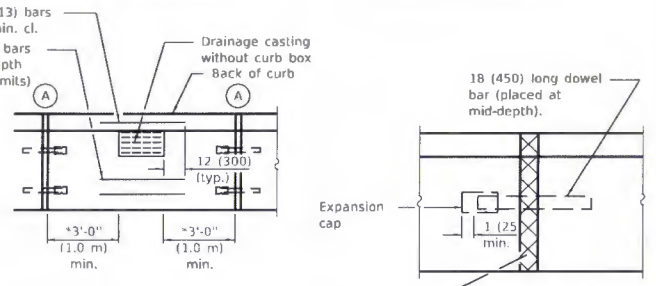 13) bars
in. cl.
bars
pth
mits)
Drainage casting
without curb box
Back of curb
A
A
12 (300)
(typ.)
*3'-0"
(1.0 m)
min.
*3'-0"
(1.0 m)
min.
18 (450) long dowel
bar (placed at
mid-depth).
Expansion
cap
1 (25
min.